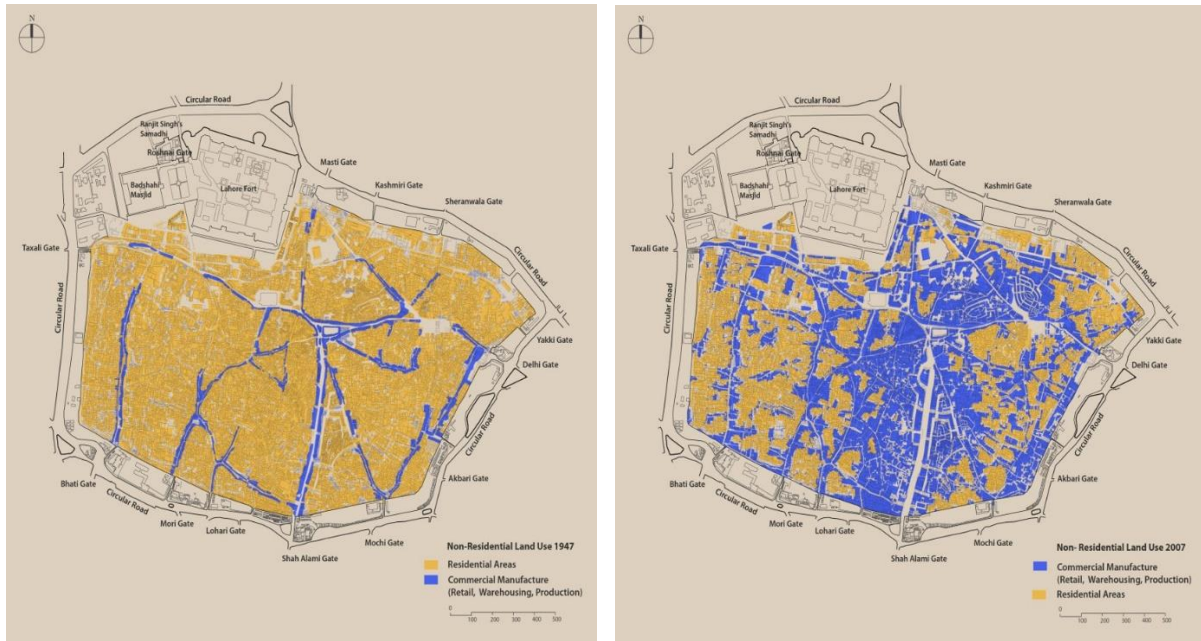 N
Circular Road
Ranjit Singh's
Samadhi
Roshnai Gate
Masti Gate
Badshahi
Masjid
Lahore Fort
Kashmiri Gate
Sheranwala Gate
Taxali Gate
Circular Road
Circular Road
Yakki Gate
Delhi Gate
Circular Road
Akbari Gate
Bhati Gate
Circular Road
Mori Gate
Lohari Gate
Mochi Gate
Shah Alami Gate
Non-Residential Land Use 1947
Residential Areas
Commercial Manufacture
(Retail, Warehousing, Production)
0
100 200 300 400 500
N
Circular Road
Ranjit Singh's
Samadhi
Roshnai Gate
Masti Gate
Badshahi
Masjid
Lahore Fort
Kashmiri Gate
Sheranwala Gate
Taxali Gate
Circular Road
Circular Road
Yakki Gate
Delhi Gate
Circular Road
Akbari Gate
Bhati Gate
Circular Road
Mori Gate
Lohari Gate
Mochi Gate
Shah Alami Gate
Non- Residential Land Use 2007
Commercial Manufacture
(Retail, Warehousing, Production)
Residential Areas
0
100 200 300 400 500